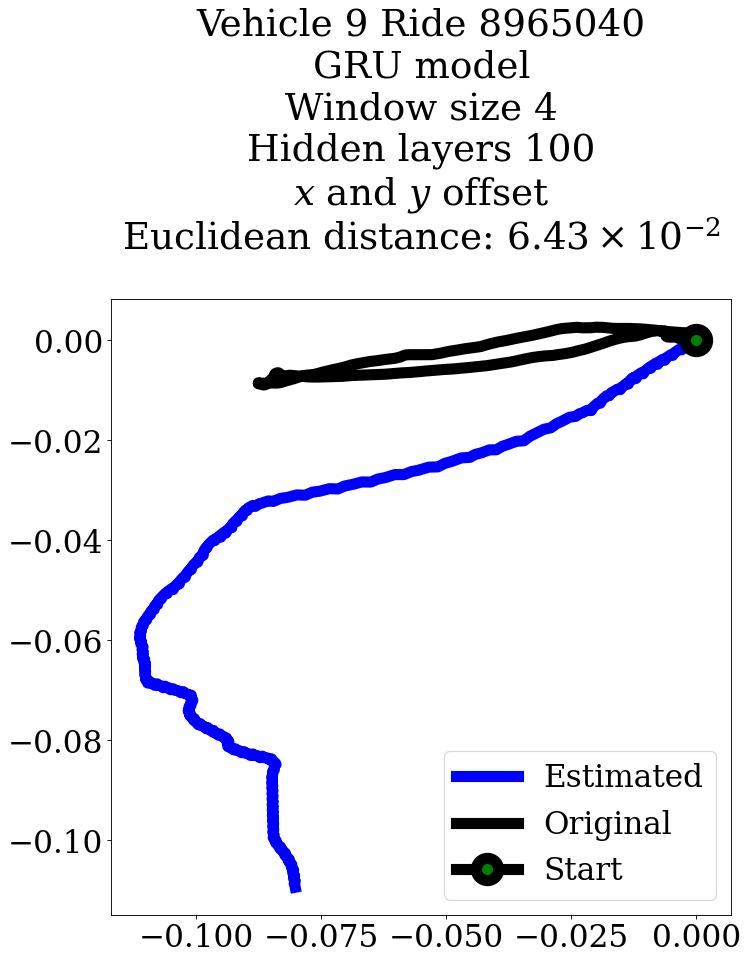 Vehicle 9 Ride 8965040
GRU model
Window size 4
Hidden layers 100
x and y offset
Euclidean distance: 6.43 × 10⁻²
0.00
−0.02
−0.04
−0.06
−0.08
−0.10
Estimated
Original
Start
−0.100 −0.075 −0.050 −0.025 0.000